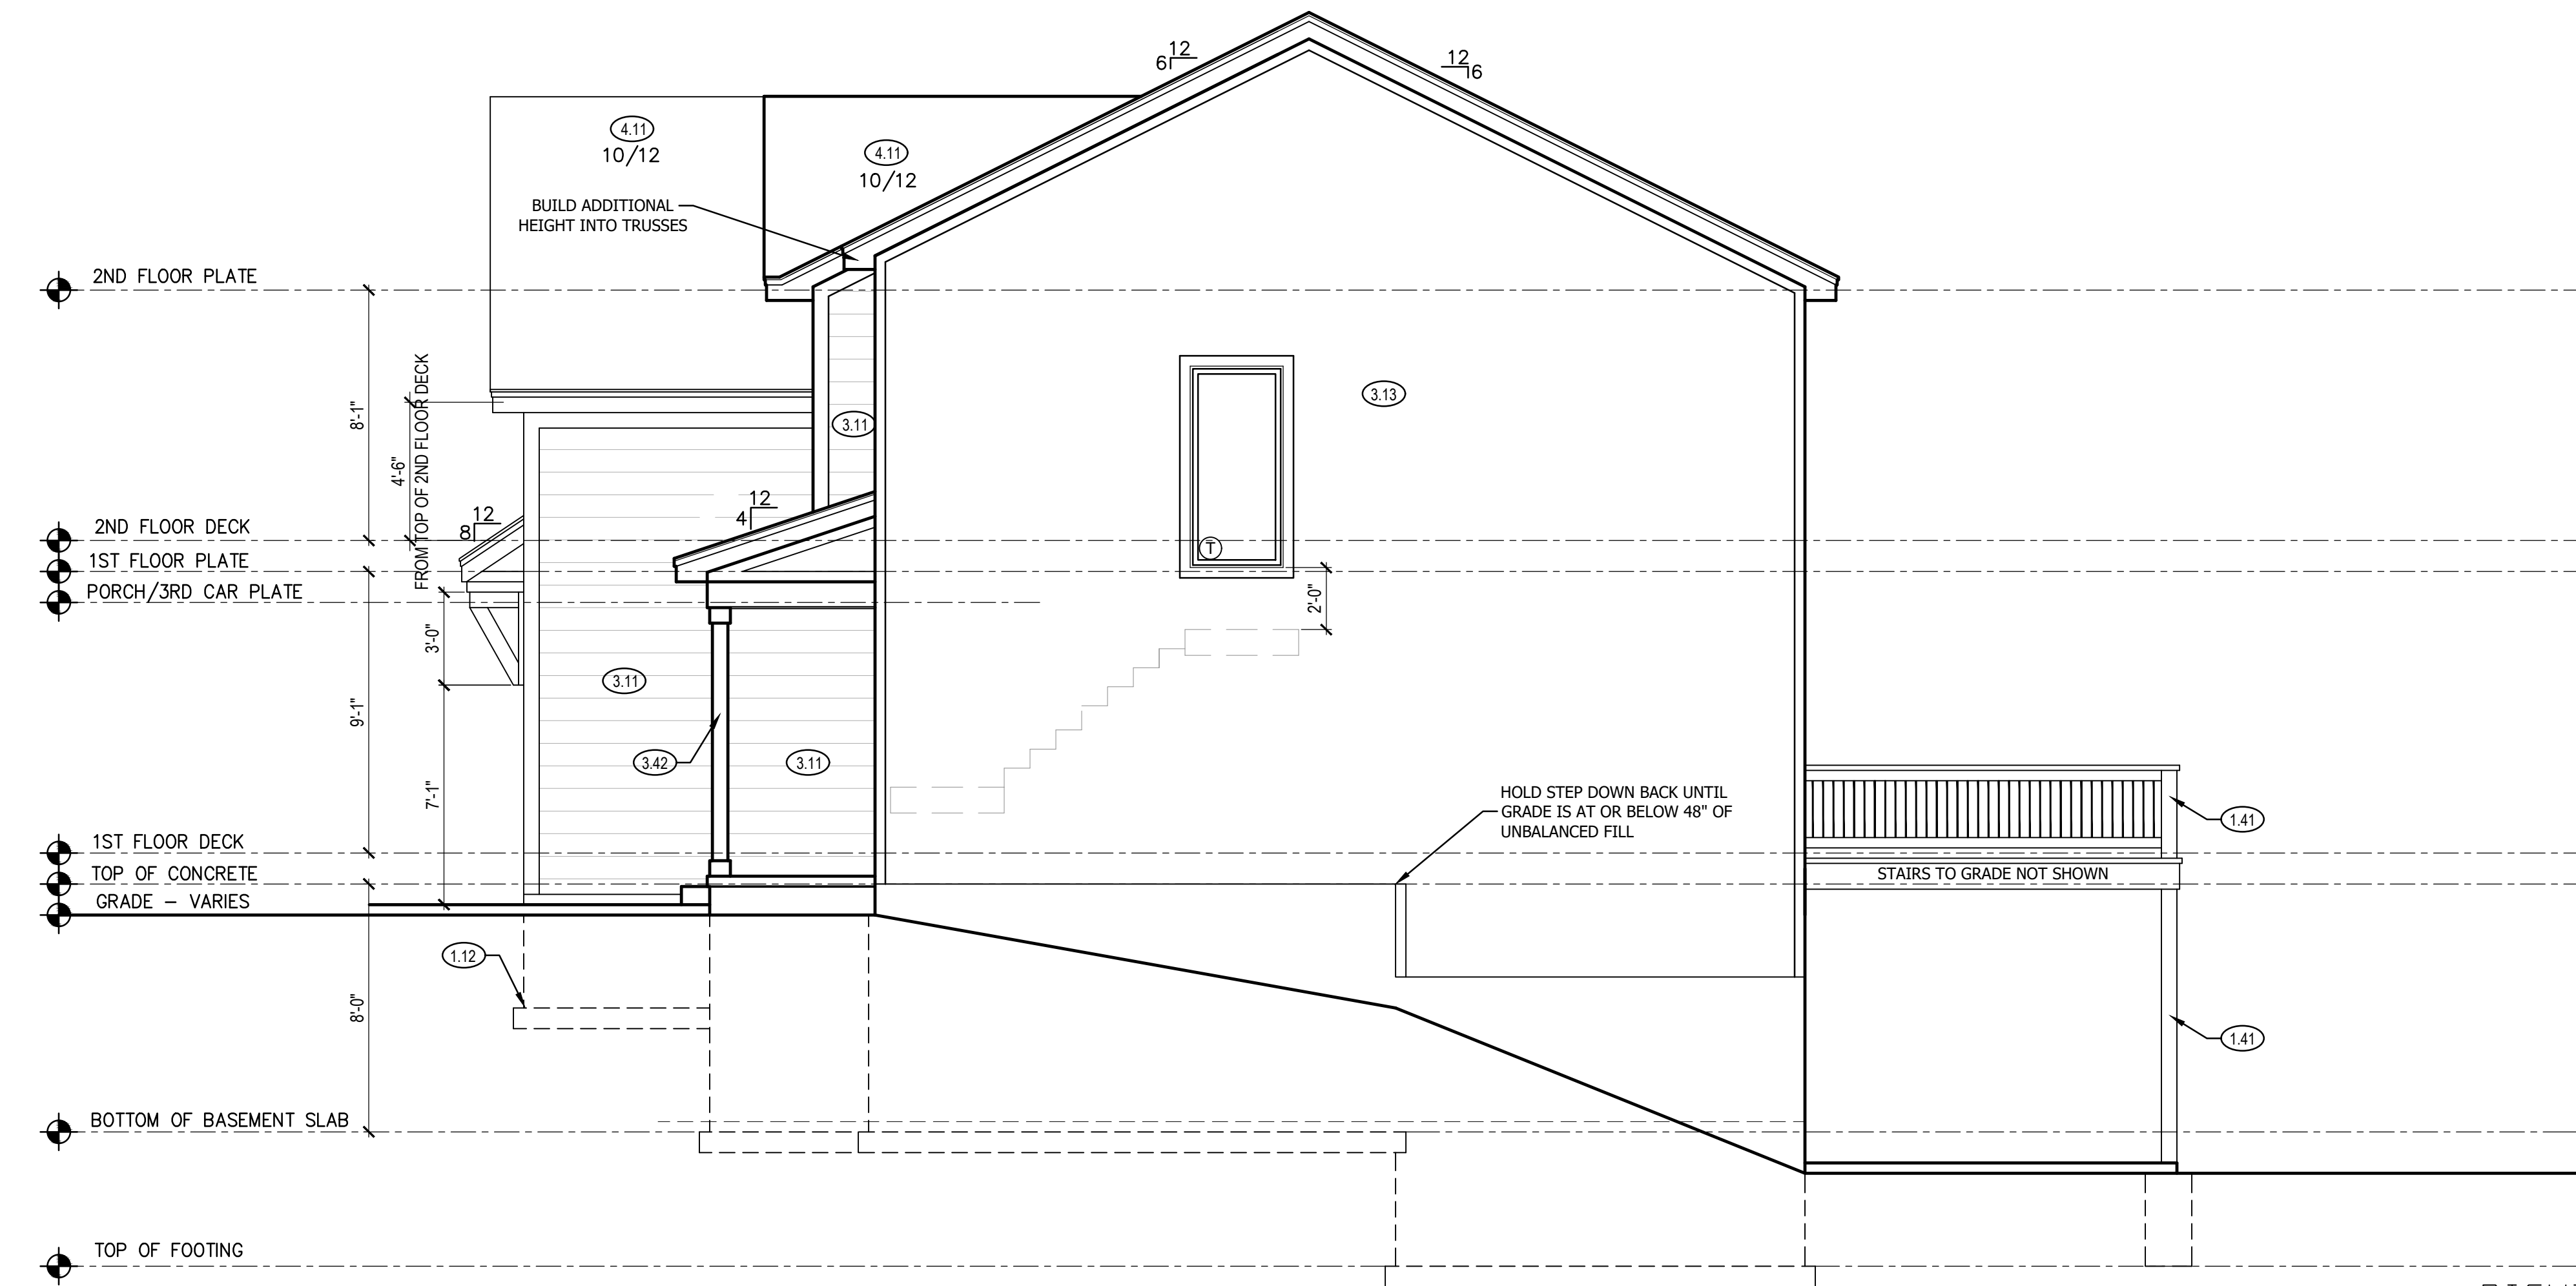 12
6
12
6
4.11
10/12
4.11
10/12
BUILD ADDITIONAL
HEIGHT INTO TRUSSES
2ND FLOOR PLATE
3.13
8'-1"
4'-6"
FROM TOP OF 2ND FLOOR DECK
3.11
12
4
12
8
2ND FLOOR DECK
T
1ST FLOOR PLATE
PORCH/3RD CAR PLATE
2'-0"
3'-0"
3.11
9'-1"
3.42
3.11
7'-1"
HOLD STEP DOWN BACK UNTIL
GRADE IS AT OR BELOW 48" OF
UNBALANCED FILL
1.41
1ST FLOOR DECK
TOP OF CONCRETE
STAIRS TO GRADE NOT SHOWN
GRADE – VARIES
1.12
8'-0"
1.41
BOTTOM OF BASEMENT SLAB
TOP OF FOOTING